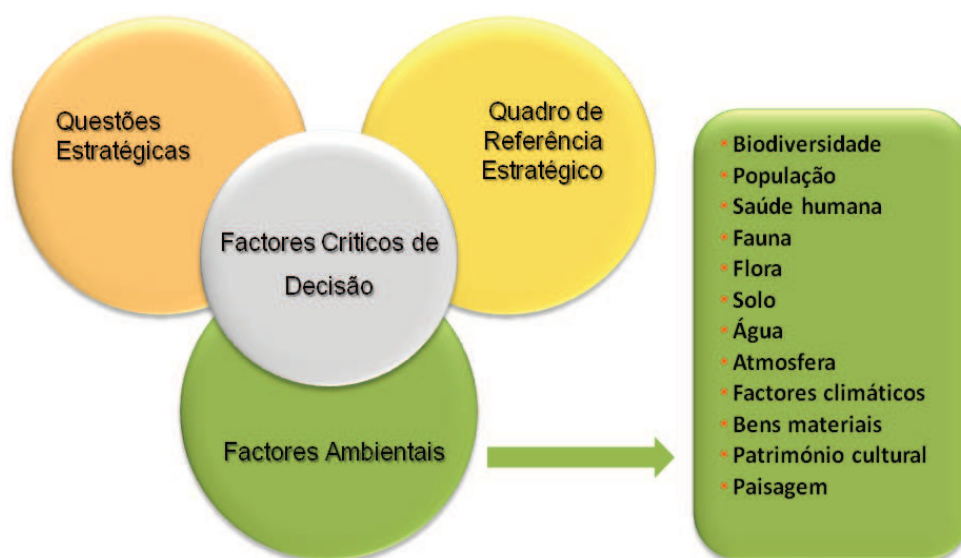 Questões
Estratégicas
Quadro de
Referência
Estratégico
Factores Críticos de
Decisão
Factores Ambientais
Biodiversidade
População
Saúde humana
Fauna
Flora
Solo
Água
Atmosfera
Factores climáticos
Bens materiais
Património cultural
Paisagem